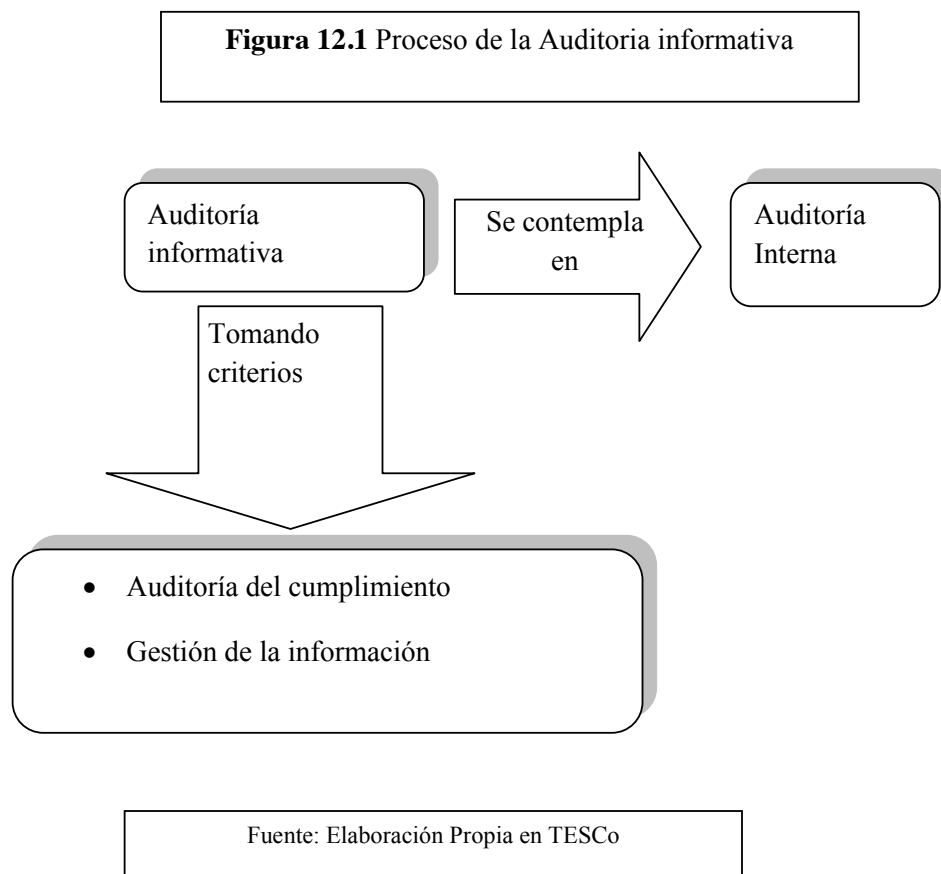 Figura 12.1 Proceso de la Auditoria informativa
Auditoría
informativa
Se contempla
en
Auditoría
Interna
Tomando
criterios
• Auditoría del cumplimiento
• Gestión de la información
Fuente: Elaboración Propia en TESCo